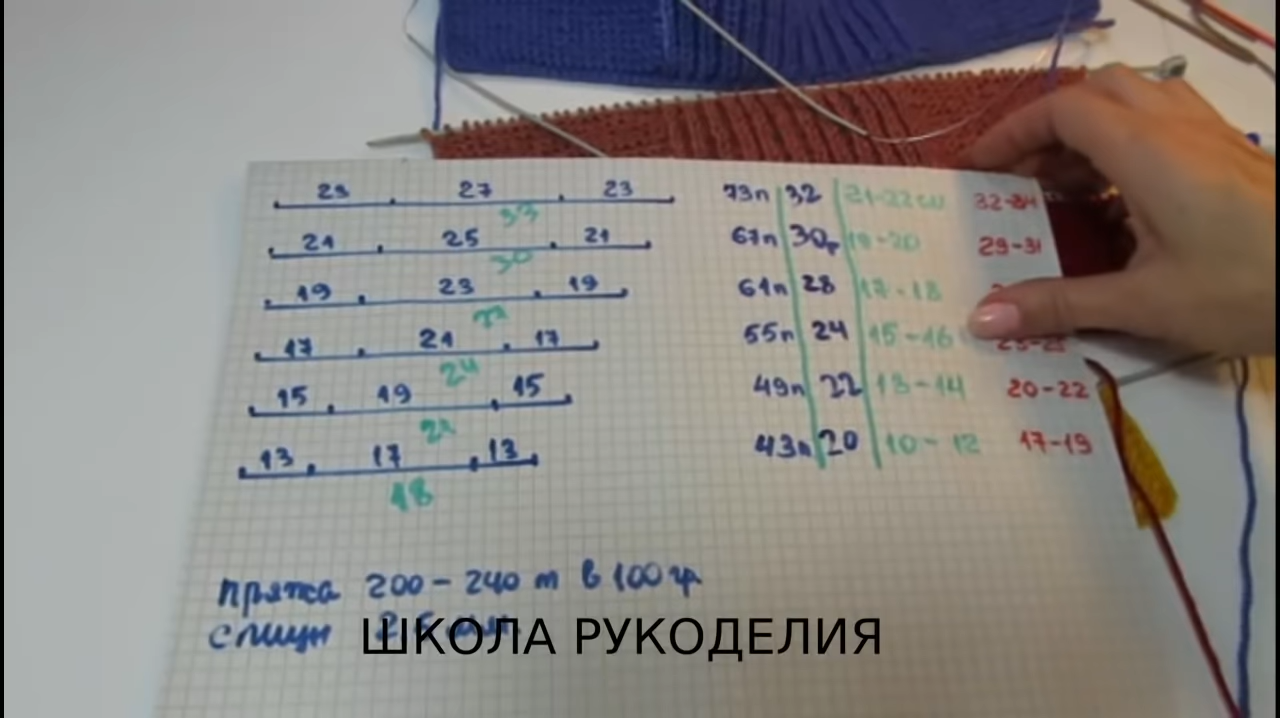 23 27 23 73п 32 21-22см 32-34
33
21 25 21 67п 30р 19-20 29-31
30
19 23 19 61п 28 17-18
17 21 17 55п 24 15-16
24
15 19 15 49п 22 13-14 20-22
21
13 17 13 43п 20 10-12 17-19
18
пряжа 200-240 м в 100 гр
спицы
ШКОЛА РУКОДЕЛИЯ